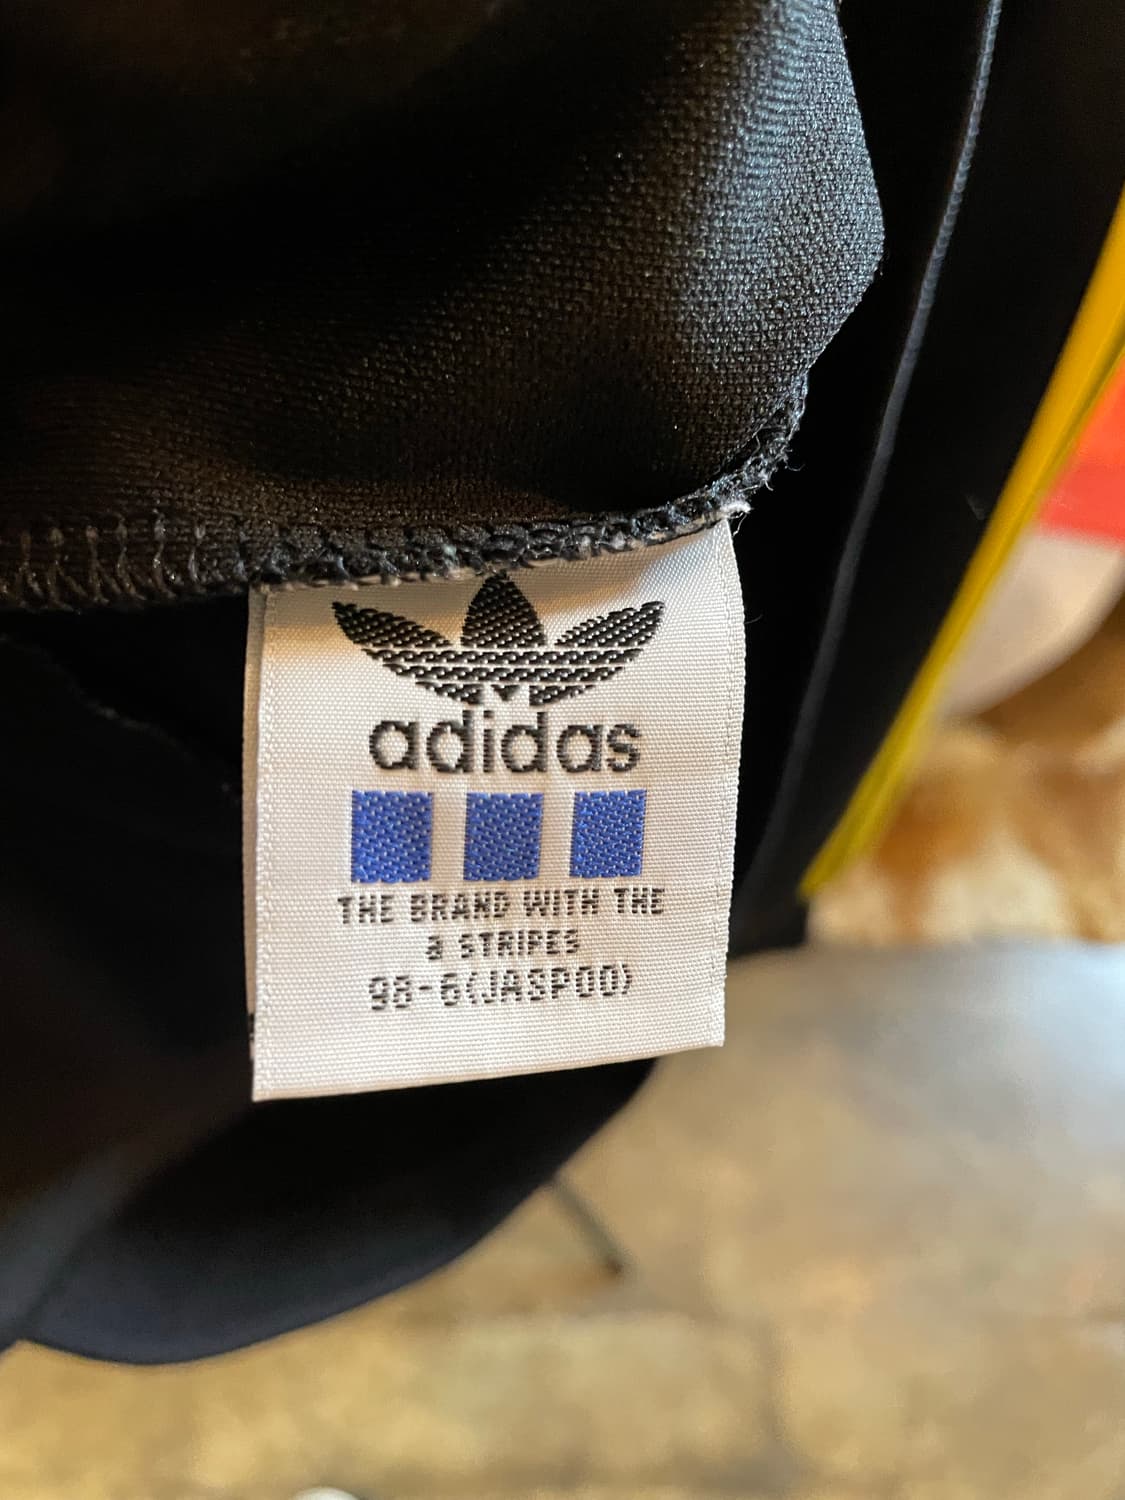 adidas
THE BRAND WITH THE
3 STRIPES
98-6(JASPOO)